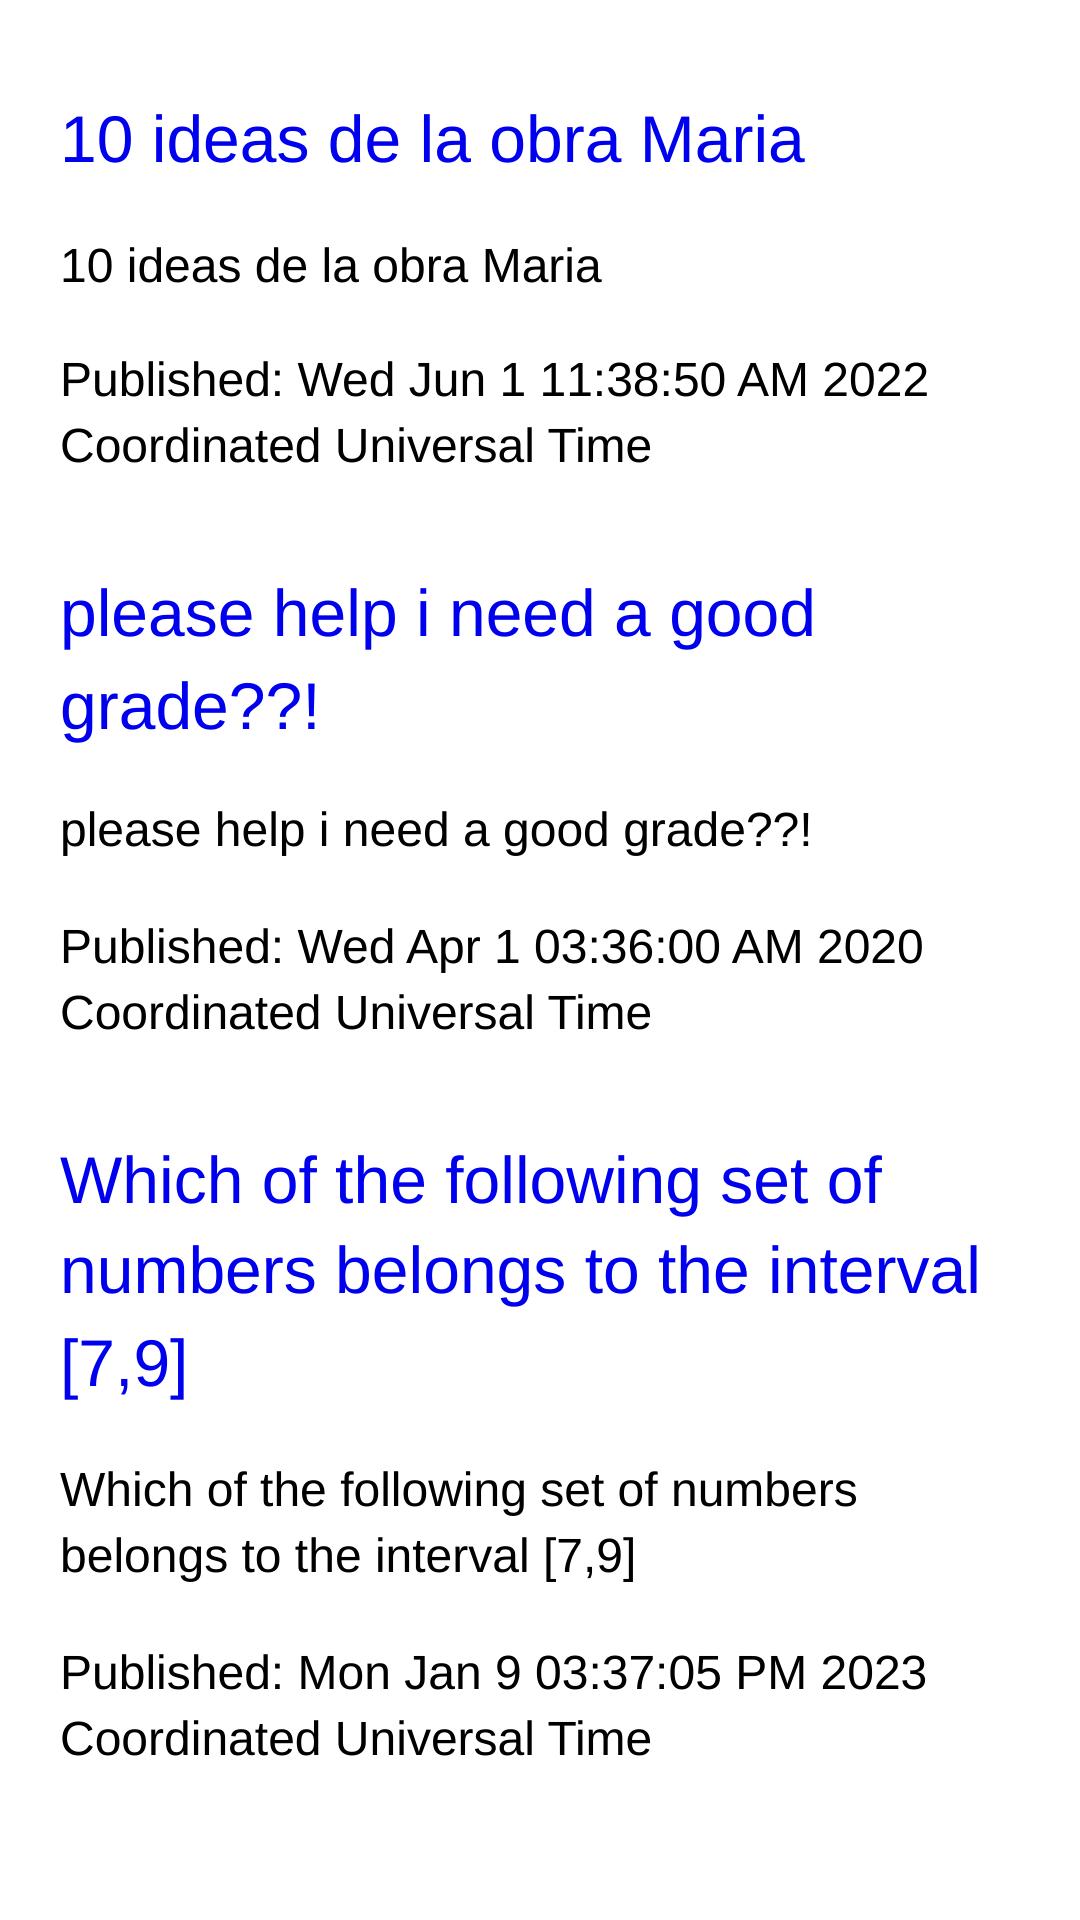 10 ideas de la obra Maria
10 ideas de la obra Maria
Published: Wed Jun 1 11:38:50 AM 2022
Coordinated Universal Time
please help i need a good
grade??!
please help i need a good grade??!
Published: Wed Apr 1 03:36:00 AM 2020
Coordinated Universal Time
Which of the following set of
numbers belongs to the interval
[7,9]
Which of the following set of numbers
belongs to the interval [7,9]
Published: Mon Jan 9 03:37:05 PM 2023
Coordinated Universal Time